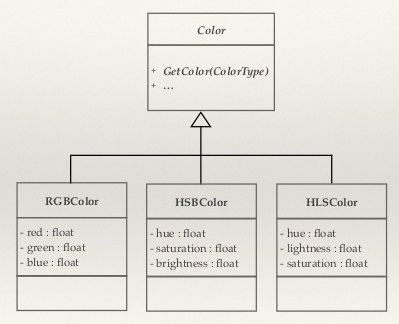 Color
+ GetColor(ColorType)
+ ...
RGBColor
- red : float
- green : float
- blue : float
HSBColor
- hue : float
- saturation : float
- brightness : float
HLSColor
- hue : float
- lightness : float
- saturation : float